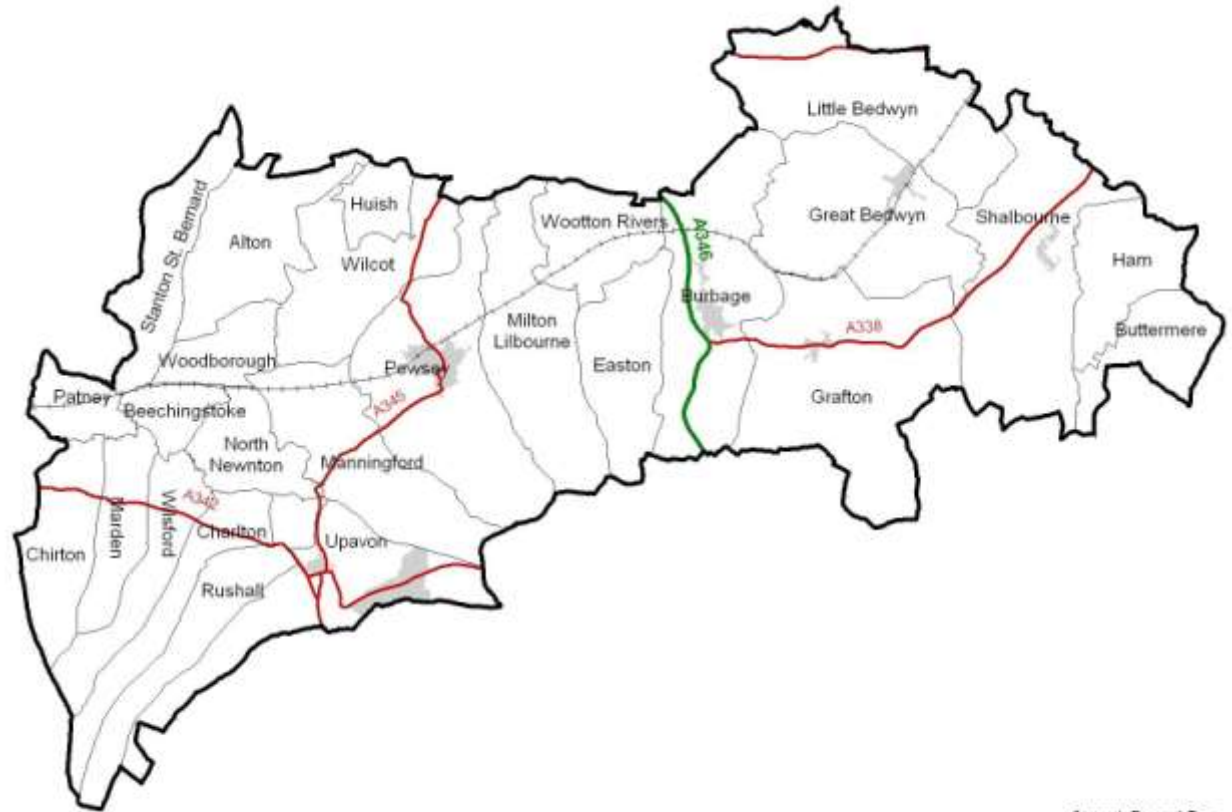 Little Bedwyn
Stanton St. Bernard
Huish
Alton
Wootton Rivers
A346
Great Bedwyn
Shalbourne
Wilcot
Ham
Burbage
Milton
Lilbourne
A338
Buttermere
Woodborough
Pewsey
Easton
Patney
Beechingstoke
A345
Grafton
North
Newnton
Manningford
A342
Marden
Wilsford
Charlton
Chirton
Upavon
Rushall